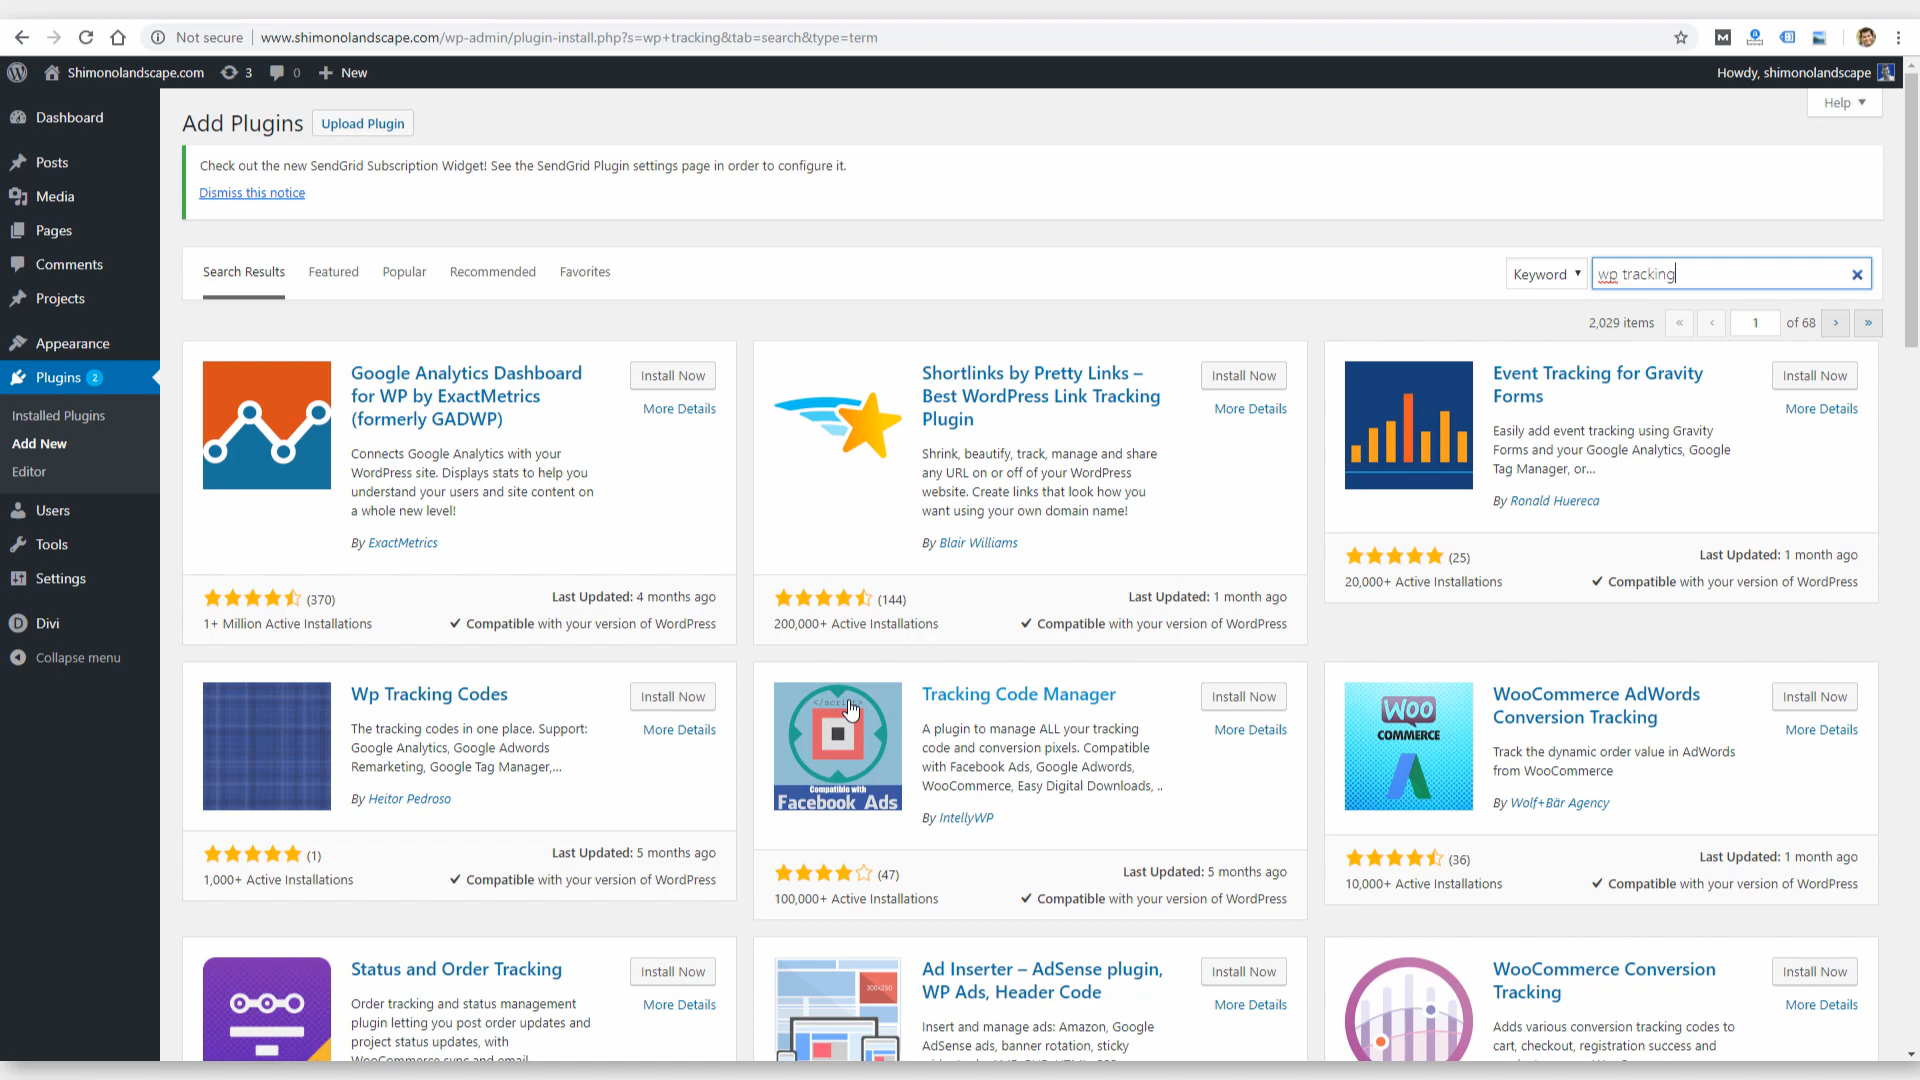 Not secure | www.shimonolandscape.com/wp-admin/plugin-install.php?s=wp+tracking&tab=search&type=term
Shimonolandscape.com 3 0 New
Howdy, shimonolandscape
Help
Dashboard
Posts
Media
Pages
Comments
Projects
Appearance
Plugins 2
Installed Plugins
Add New
Editor
Users
Tools
Settings
Divi
Collapse menu
Add Plugins Upload Plugin
Check out the new SendGrid Subscription Widget! See the SendGrid Plugin settings page in order to configure it.
Dismiss this notice
Search Results Featured Popular Recommended Favorites
Keyword wp tracking
2,029 items « ‹ 1 of 68 › »
Google Analytics Dashboard
for WP by ExactMetrics
(formerly GADWP)
Install Now
More Details
Connects Google Analytics with your
WordPress site. Displays stats to help you
understand your users and site content on
a whole new level!
By ExactMetrics
(370)
Last Updated: 4 months ago
1+ Million Active Installations
Compatible with your version of WordPress
Shortlinks by Pretty Links –
Best WordPress Link Tracking
Plugin
Install Now
More Details
Shrink, beautify, track, manage and share
any URL on or off of your WordPress
website. Create links that look how you
want using your own domain name!
By Blair Williams
(144)
Last Updated: 1 month ago
200,000+ Active Installations
Compatible with your version of WordPress
Event Tracking for Gravity
Forms
Install Now
More Details
Easily add event tracking using Gravity
Forms and your Google Analytics, Google
Tag Manager, or...
By Ronald Huereca
(25)
Last Updated: 1 month ago
20,000+ Active Installations
Compatible with your version of WordPress
Wp Tracking Codes
Install Now
More Details
The tracking codes in one place. Support:
Google Analytics, Google Adwords
Remarketing, Google Tag Manager,...
By Heitor Pedroso
(1)
Last Updated: 5 months ago
1,000+ Active Installations
Compatible with your version of WordPress
Compatible with
Facebook Ads
Tracking Code Manager
Install Now
More Details
A plugin to manage ALL your tracking
code and conversion pixels. Compatible
with Facebook Ads, Google Adwords,
WooCommerce, Easy Digital Downloads, ..
By IntellyWP
(47)
Last Updated: 5 months ago
100,000+ Active Installations
Compatible with your version of WordPress
WOO
COMMERCE
WooCommerce AdWords
Conversion Tracking
Install Now
More Details
Track the dynamic order value in AdWords
from WooCommerce
By Wolf+Bär Agency
(36)
Last Updated: 1 month ago
10,000+ Active Installations
Compatible with your version of WordPress
Status and Order Tracking
Install Now
More Details
Order tracking and status management
plugin letting you post order updates and
project status updates, with
WooCommerce sync and email
300x250
Ad Inserter – AdSense plugin,
WP Ads, Header Code
Install Now
More Details
Insert and manage ads: Amazon, Google
AdSense ads, banner rotation, sticky
WooCommerce Conversion
Tracking
Install Now
More Details
Adds various conversion tracking codes to
cart, checkout, registration success and